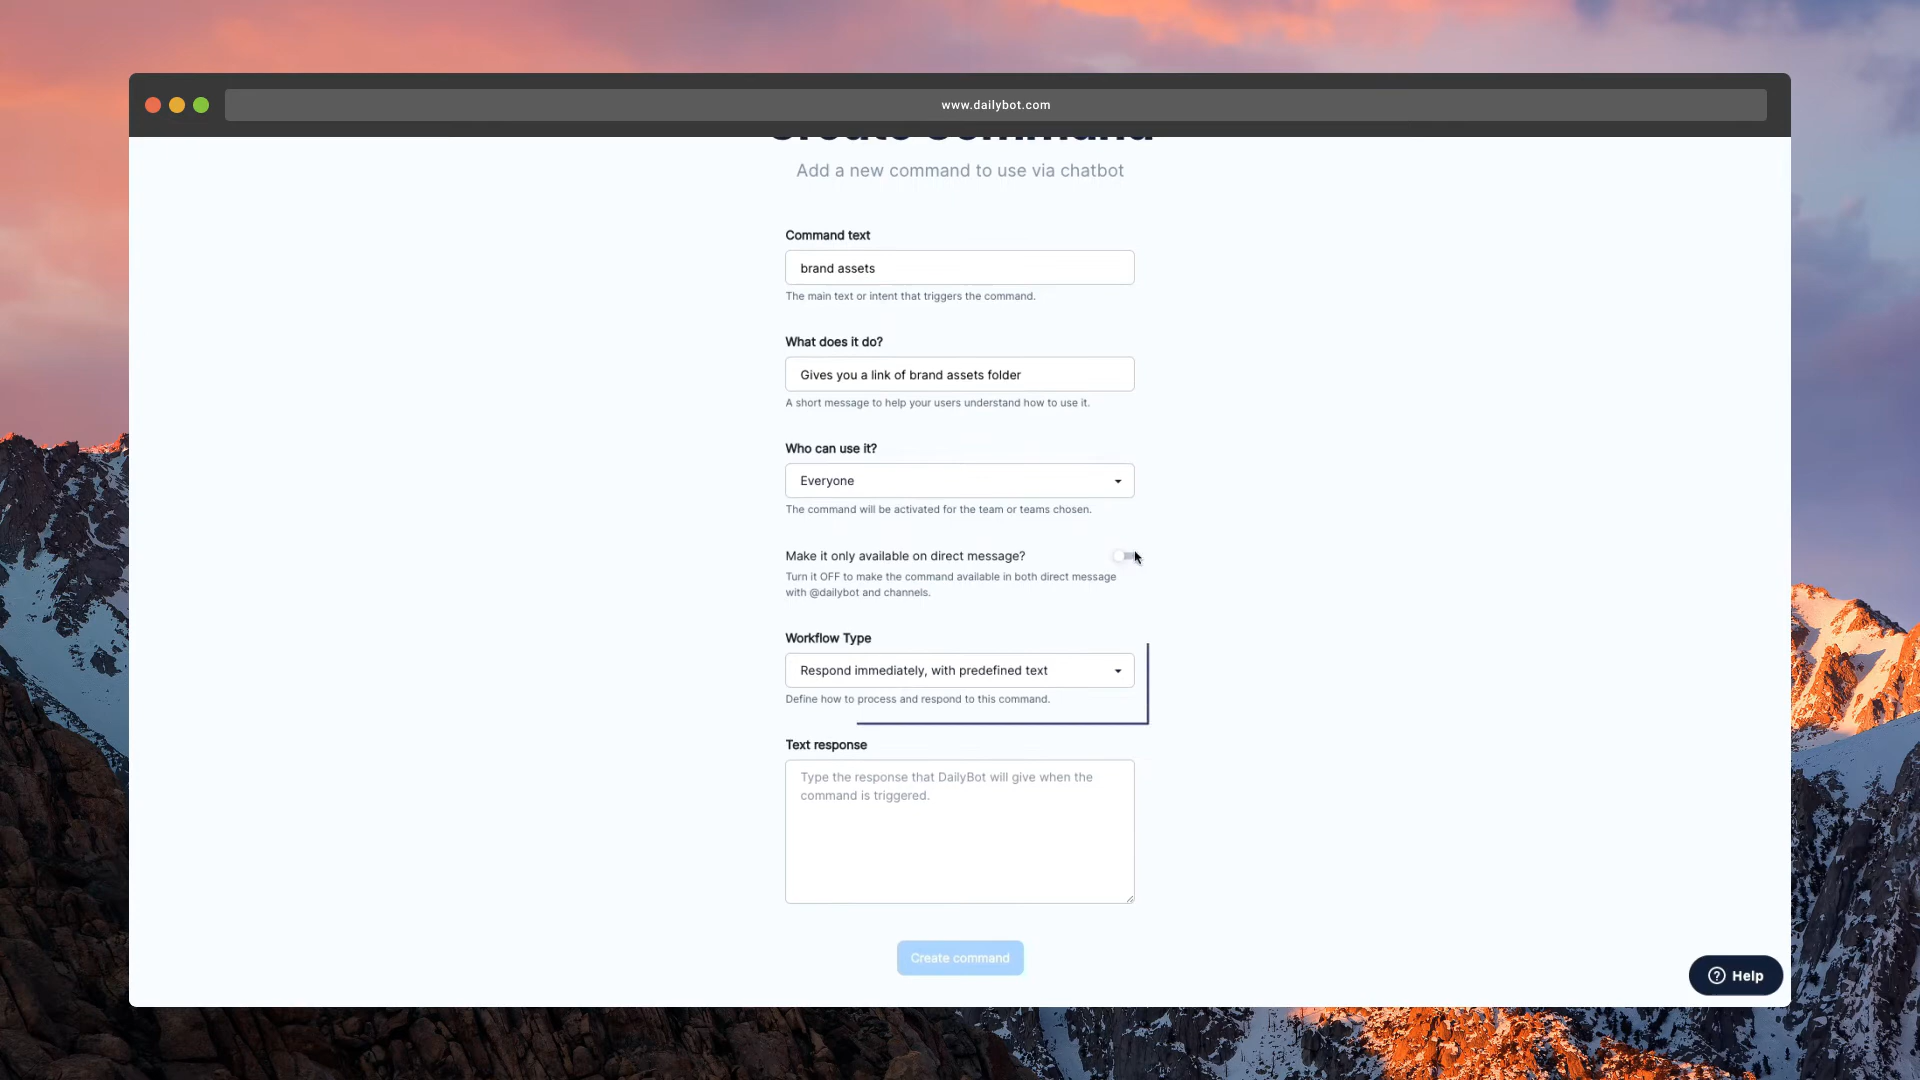 www.dailybot.com
Create Command
Add a new command to use via chatbot
Command text
brand assets
The main text or intent that triggers the command.
What does it do?
Gives you a link of brand assets folder
A short message to help your users understand how to use it.
Who can use it?
Everyone
The command will be activated for the team or teams chosen.
Make it only available on direct message?
Turn it OFF to make the command available in both direct message
with @dailybot and channels.
Workflow Type
Respond immediately, with predefined text
Define how to process and respond to this command.
Text response
Type the response that DailyBot will give when the
command is triggered.
Create command
Help